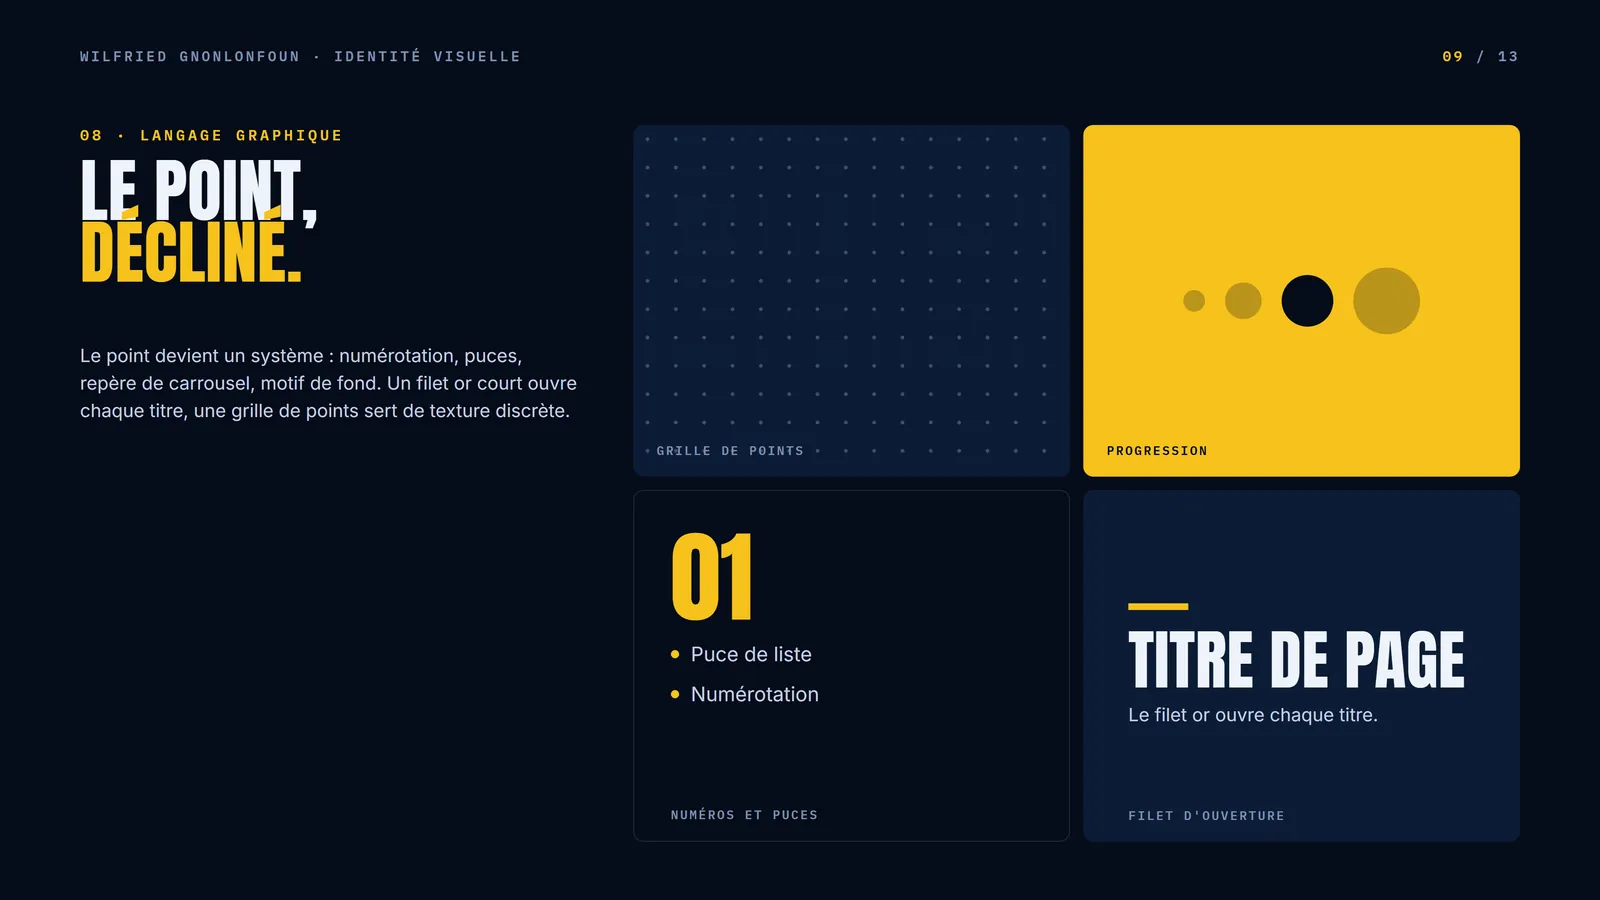 WILFRIED GNONLONFOUN · IDENTITÉ VISUELLE
09 / 13
08 · LANGAGE GRAPHIQUE
LE POINT,
DÉCLINÉ.
Le point devient un système : numérotation, puces,
repère de carrousel, motif de fond. Un filet or court ouvre
chaque titre, une grille de points sert de texture discrète.
GRILLE DE POINTS
PROGRESSION
01
• Puce de liste
• Numérotation
NUMÉROS ET PUCES
TITRE DE PAGE
Le filet or ouvre chaque titre.
FILET D'OUVERTURE